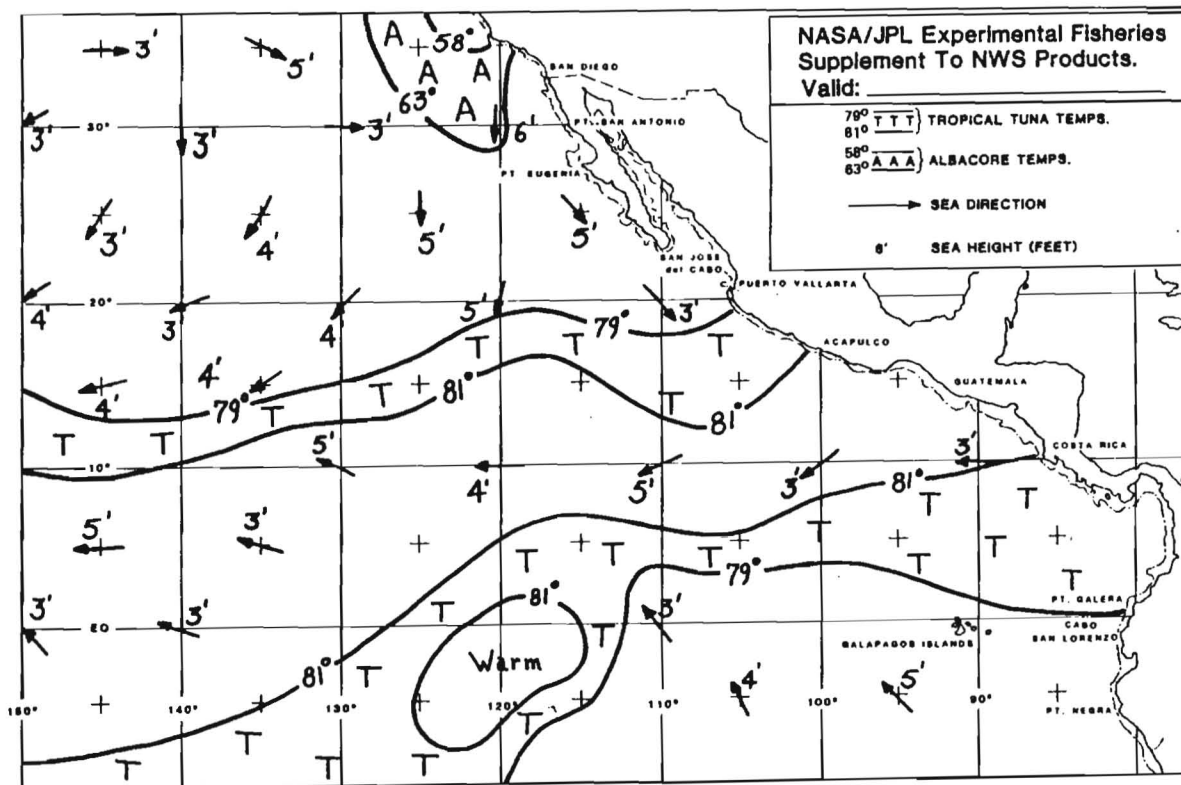 NASA/JPL Experimental Fisheries
Supplement To NWS Products.
Valid:
79° T T T TROPICAL TUNA TEMPS.
81°
58° A A A ALBACORE TEMPS.
63°
SEA DIRECTION
6' SEA HEIGHT (FEET)
3' 5' A 58°
SAN DIEGO
A A
63° A
3' 3' 3' 6'
30°
PT. SAN ANTONIO
PT. EUGENIA
3' 4' 5' 5'
SAN JOSE
del CABO
C. PUERTO VALLARTA
20°
4' 3' 4 5' 79° 3'
T T T
ACAPULCO
4' 4' 79° T T 81° T 81°
GUATEMALA
T T
COSTA RICA
10° 5' 4' 5' 3' 81° 3'
T T
5' 3' T T T T T T
79°
T
PT. GALERA
3' 3' T 81° T 3'
EQ
CABO
SAN LORENZO
GALAPAGOS ISLANDS
81° T Warm
4' 5'
160° 140° 130° 120° 110° 100° 90°
PT. NEGRA
T T T T T